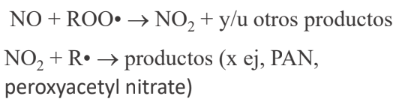 NO + ROO• → NO₂ + y/u otros productos
NO₂ + R• → productos (x ej, PAN,
peroxyacetyl nitrate)